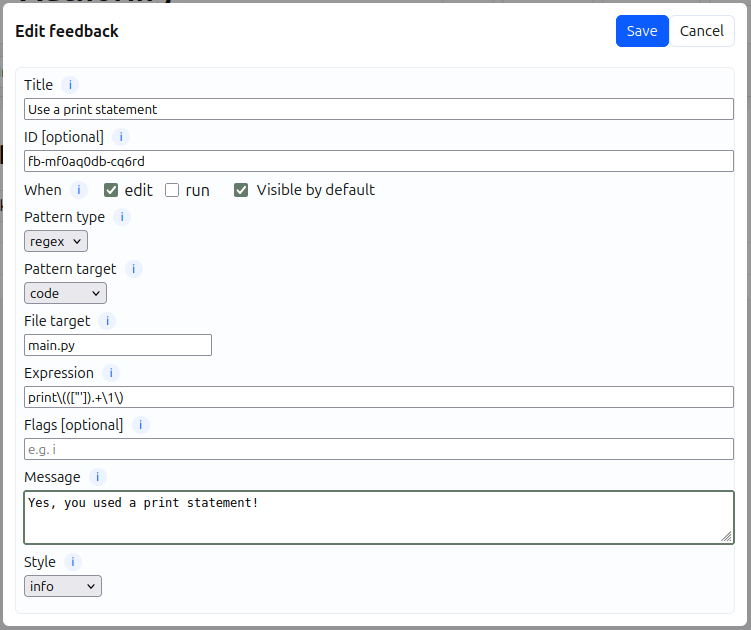 Edit feedback
Save
Cancel
Title i
Use a print statement
ID [optional] i
fb-mf0aq0db-cq6rd
When i edit run Visible by default
Pattern type i
regex
Pattern target i
code
File target i
main.py
Expression i
print\((["']).+\1\)
Flags [optional] i
e.g. i
Message i
Yes, you used a print statement!
Style i
info